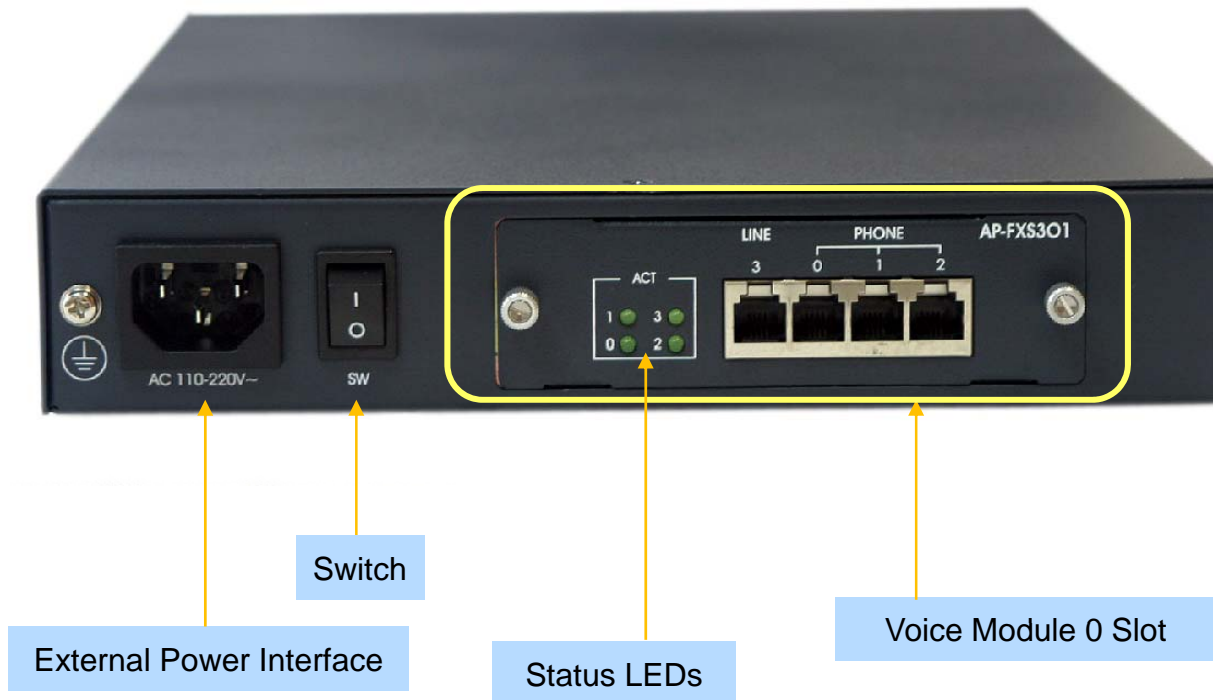 LINE PHONE AP-FXS3O1
3 0 1 2
ACT
1 3
0 2
I
O
AC 110-220V~ SW
Switch
External Power Interface
Status LEDs
Voice Module 0 Slot